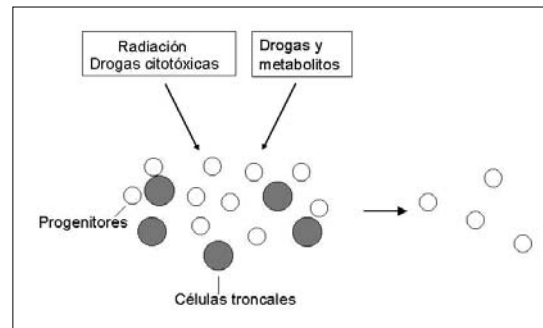 Radiación
Drogas citotóxicas
Drogas y
metabolitos
Progenitores
Células troncales